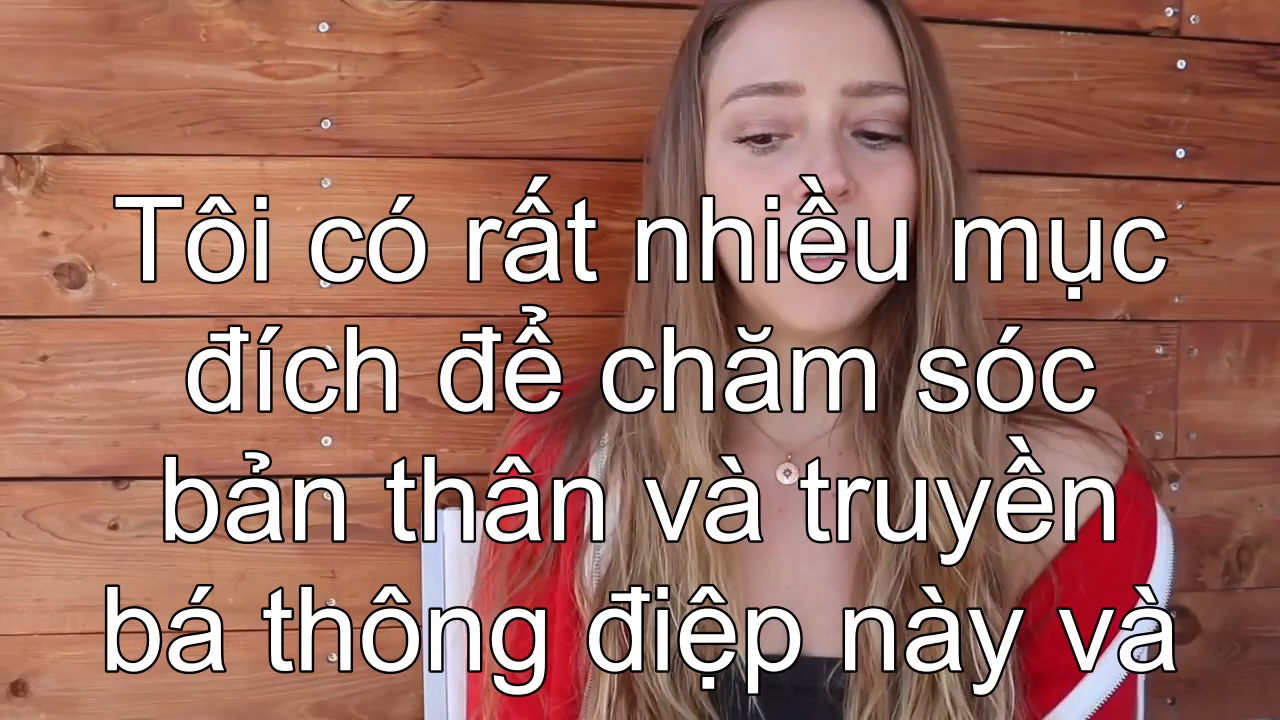 Tôi có rất nhiều mục
đích để chăm sóc
bản thân và truyền
bá thông điệp này và